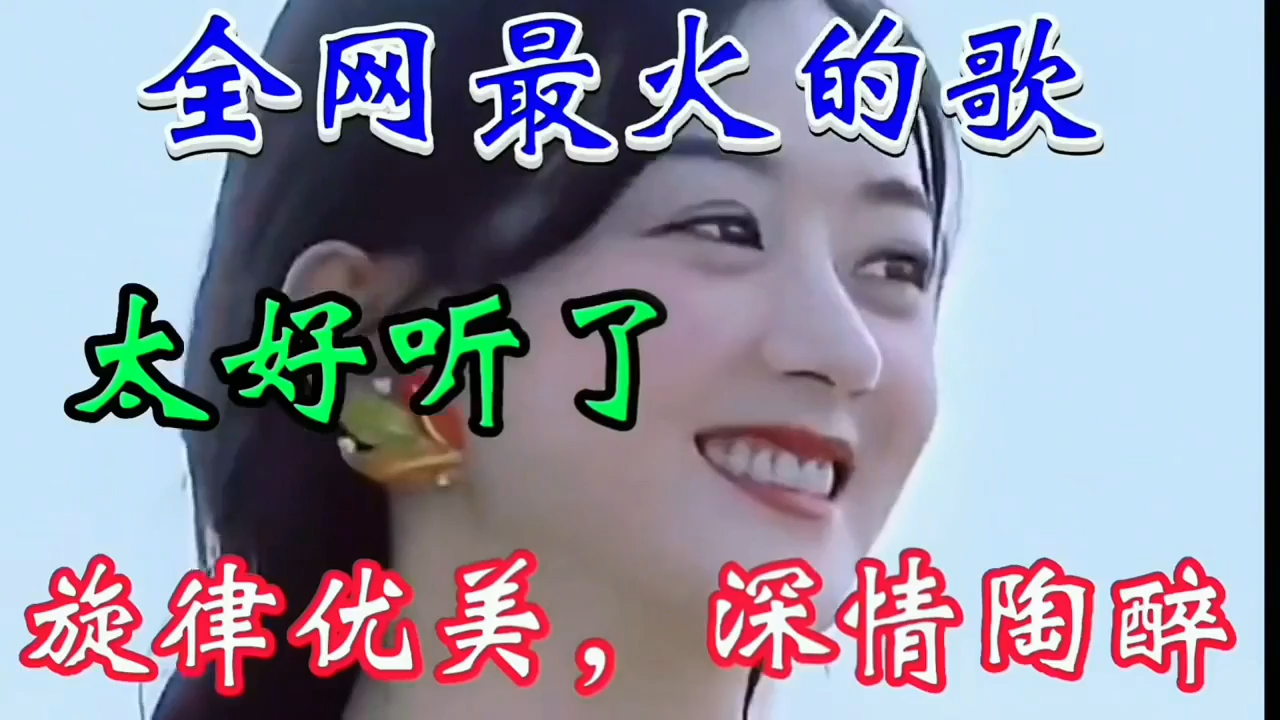 全网最火的歌
太好听了
旋律优美，深情陶醉